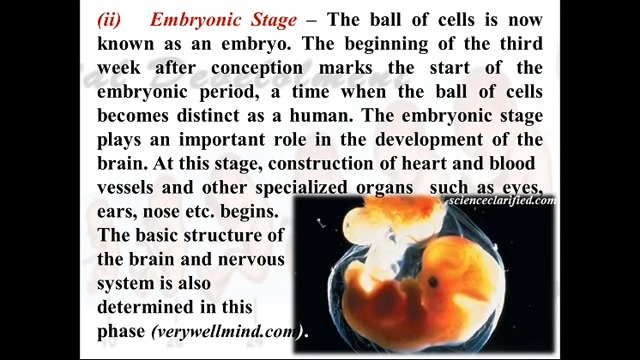 (ii) Embryonic Stage – The ball of cells is now
known as an embryo. The beginning of the third
week after conception marks the start of the
embryonic period, a time when the ball of cells
becomes distinct as a human. The embryonic stage
plays an important role in the development of the
brain. At this stage, construction of heart and blood
vessels and other specialized organs such as eyes,
ears, nose etc. begins.
The basic structure of
the brain and nervous
system is also
determined in this
phase (verywellmind.com).
scienceclarified.com